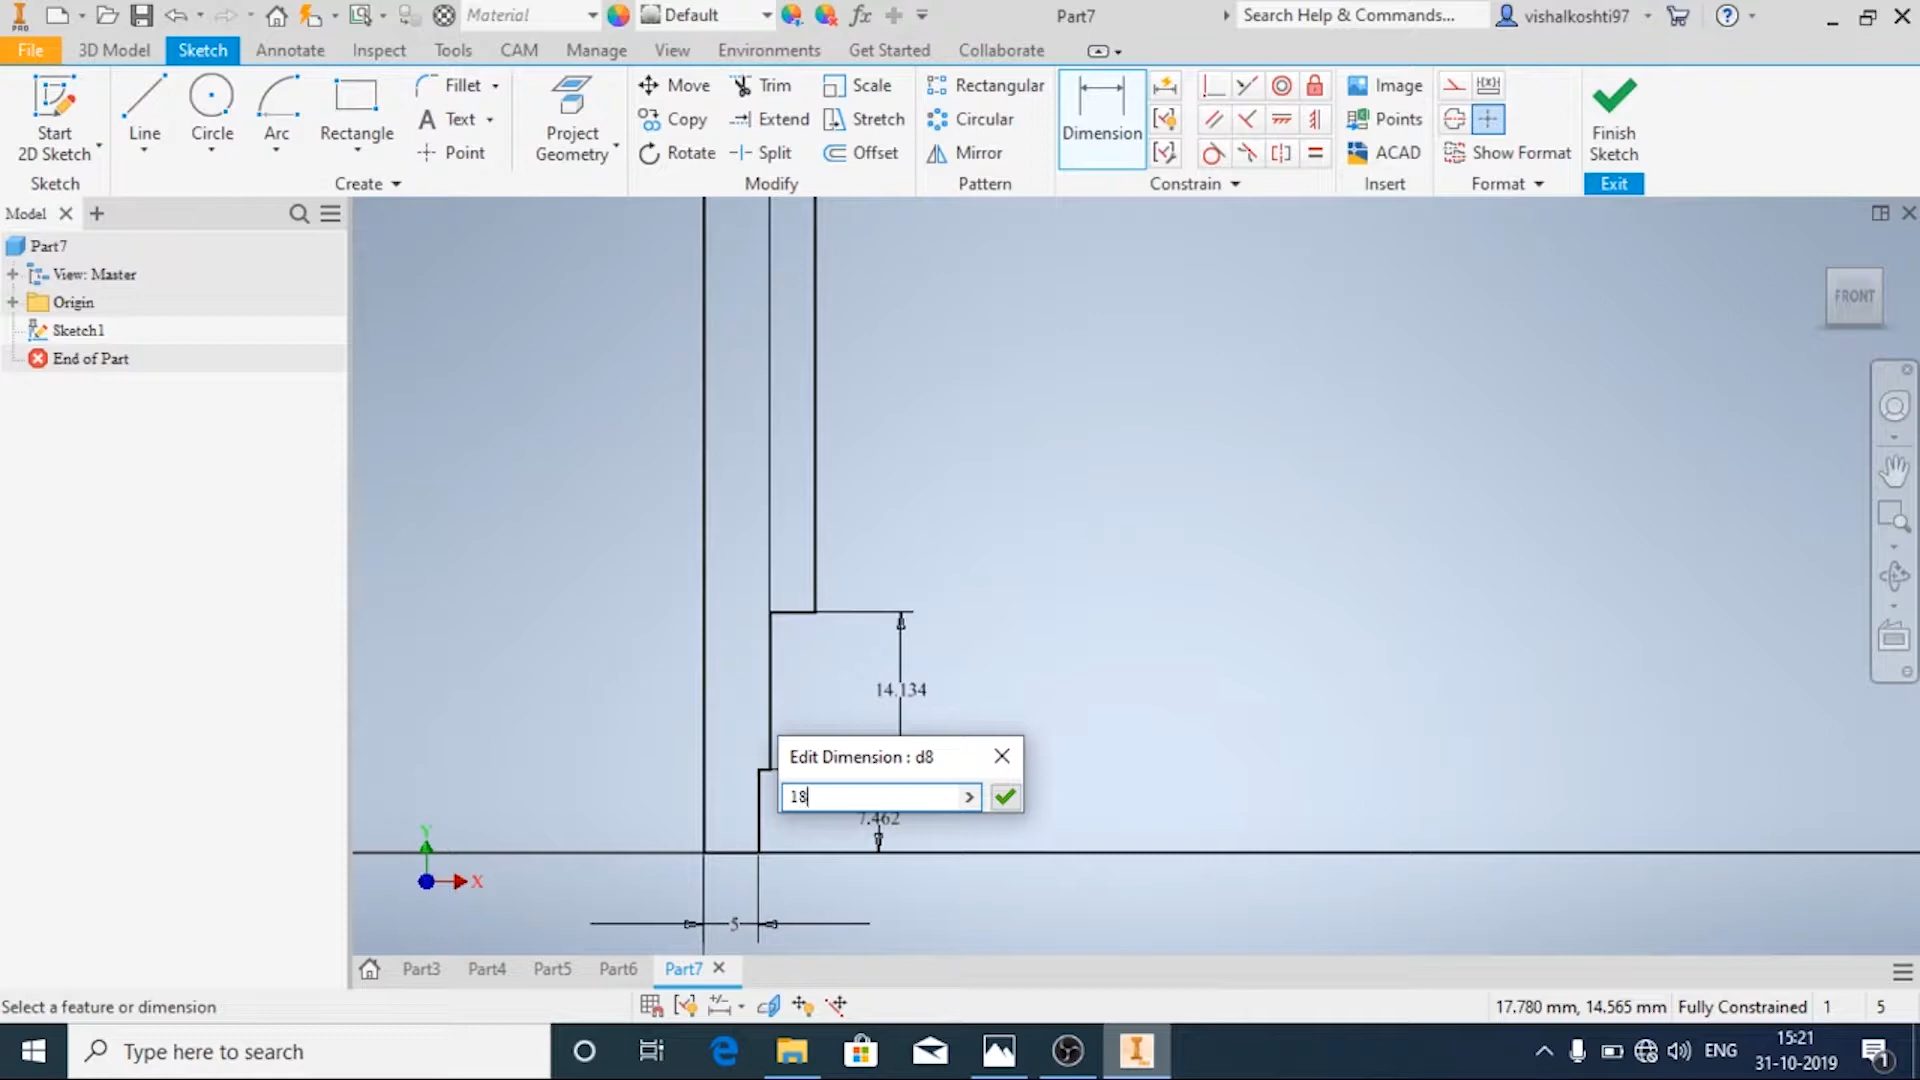 PRO
Material
Default
fx
Part7
Search Help & Commands...
vishalkoshti97
File
3D Model
Sketch
Annotate
Inspect
Tools
CAM
Manage
View
Environments
Get Started
Collaborate
Start
2D Sketch
Line
Circle
Arc
Rectangle
Fillet
Text
Point
Project
Geometry
Move
Copy
Rotate
Trim
Extend
Split
Scale
Stretch
Offset
Rectangular
Circular
Mirror
Dimension
Image
Points
ACAD
Show Format
Finish
Sketch
Sketch
Create
Modify
Pattern
Constrain
Insert
Format
Exit
Model
Part7
View: Master
Origin
Sketch1
End of Part
FRONT
14.134
Edit Dimension : d8
18
7.462
Y
X
5
Part3
Part4
Part5
Part6
Part7
Select a feature or dimension
17.780 mm, 14.565 mm
Fully Constrained
1
5
Type here to search
ENG
15:21
31-10-2019
1